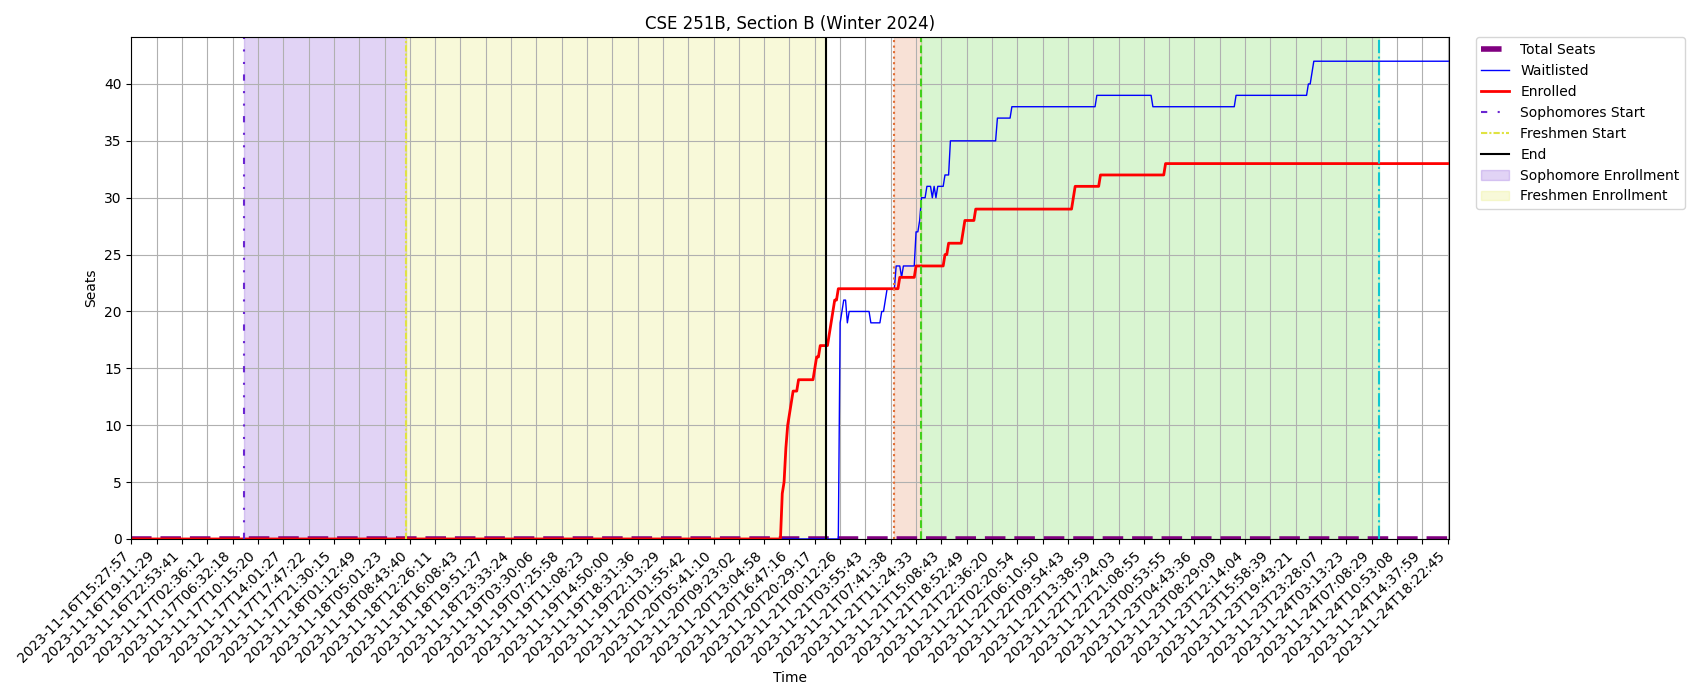 CSE 251B, Section B (Winter 2024)
Total Seats
Waitlisted
Enrolled
Sophomores Start
Freshmen Start
End
Sophomore Enrollment
Freshmen Enrollment
Seats
40
35
30
25
20
15
10
5
0
2023-11-16T15:27:57
2023-11-16T19:11:29
2023-11-16T22:53:41
2023-11-17T02:36:12
2023-11-17T06:32:18
2023-11-17T10:15:20
2023-11-17T14:01:27
2023-11-17T17:47:22
2023-11-17T21:30:15
2023-11-18T01:12:49
2023-11-18T05:01:23
2023-11-18T08:43:40
2023-11-18T12:26:11
2023-11-18T16:08:43
2023-11-18T19:51:27
2023-11-18T23:33:24
2023-11-19T03:30:06
2023-11-19T07:25:58
2023-11-19T11:08:23
2023-11-19T14:50:00
2023-11-19T18:31:36
2023-11-19T22:13:29
2023-11-20T01:55:42
2023-11-20T05:41:10
2023-11-20T09:23:02
2023-11-20T13:04:58
2023-11-20T16:47:16
2023-11-20T20:29:17
2023-11-21T00:12:26
2023-11-21T03:55:43
2023-11-21T07:41:38
2023-11-21T11:24:33
2023-11-21T15:08:43
2023-11-21T18:52:49
2023-11-21T22:36:20
2023-11-22T02:20:54
2023-11-22T06:10:50
2023-11-22T09:54:43
2023-11-22T13:38:59
2023-11-22T17:24:03
2023-11-22T21:08:55
2023-11-23T00:53:55
2023-11-23T04:43:36
2023-11-23T08:29:09
2023-11-23T12:14:04
2023-11-23T15:58:39
2023-11-23T19:43:21
2023-11-23T23:28:07
2023-11-24T03:13:23
2023-11-24T07:08:29
2023-11-24T10:53:08
2023-11-24T14:37:59
2023-11-24T18:22:45
Time